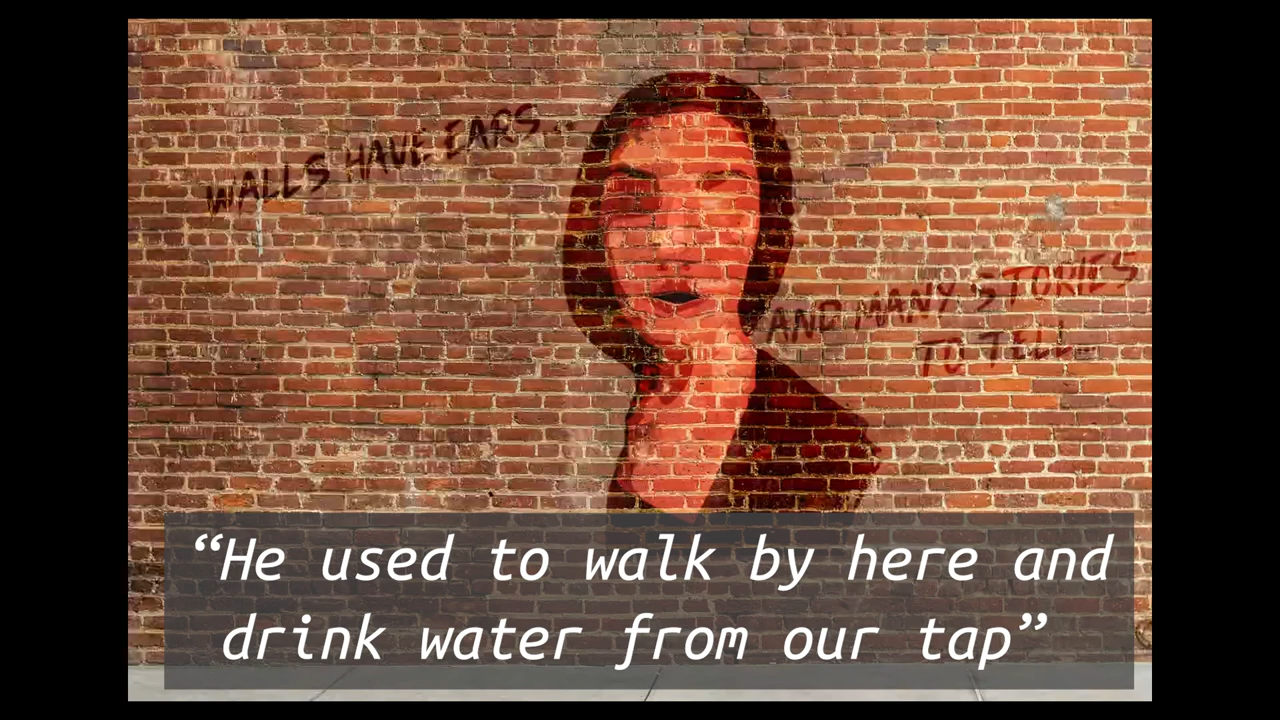 WALLS HAVE EARS...
AND MANY STORIES
TO TELL...
“He used to walk by here and
drink water from our tap”